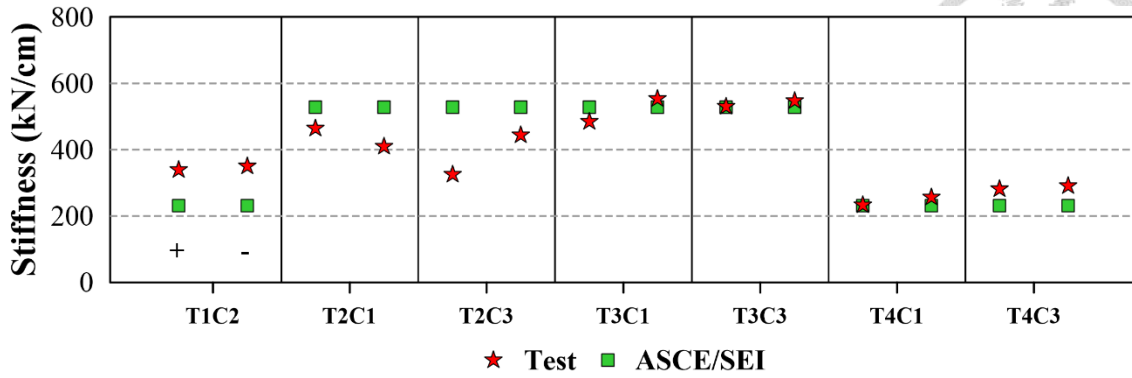 800
600
400
200
0
Stiffness (kN/cm)
+ -
T1C2 T2C1 T2C3 T3C1 T3C3 T4C1 T4C3
Test ASCE/SEI